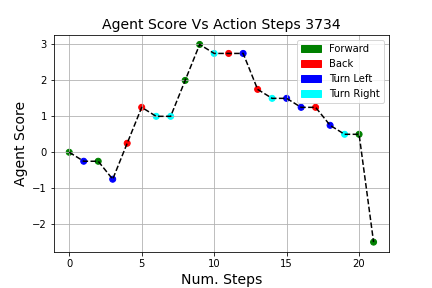 Agent Score Vs Action Steps 3734
3
2
1
0
−1
−2
Agent Score
Forward
Back
Turn Left
Turn Right
0
5
10
15
20
Num. Steps